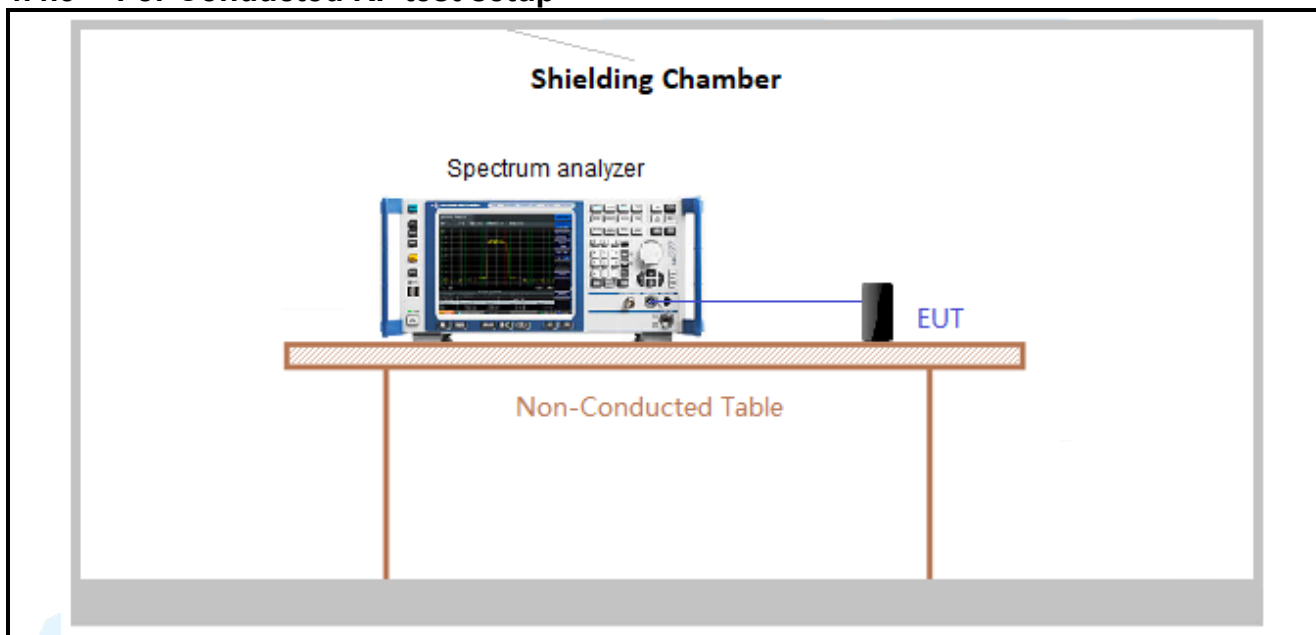 Shielding Chamber
Spectrum analyzer
EUT
Non-Conducted Table